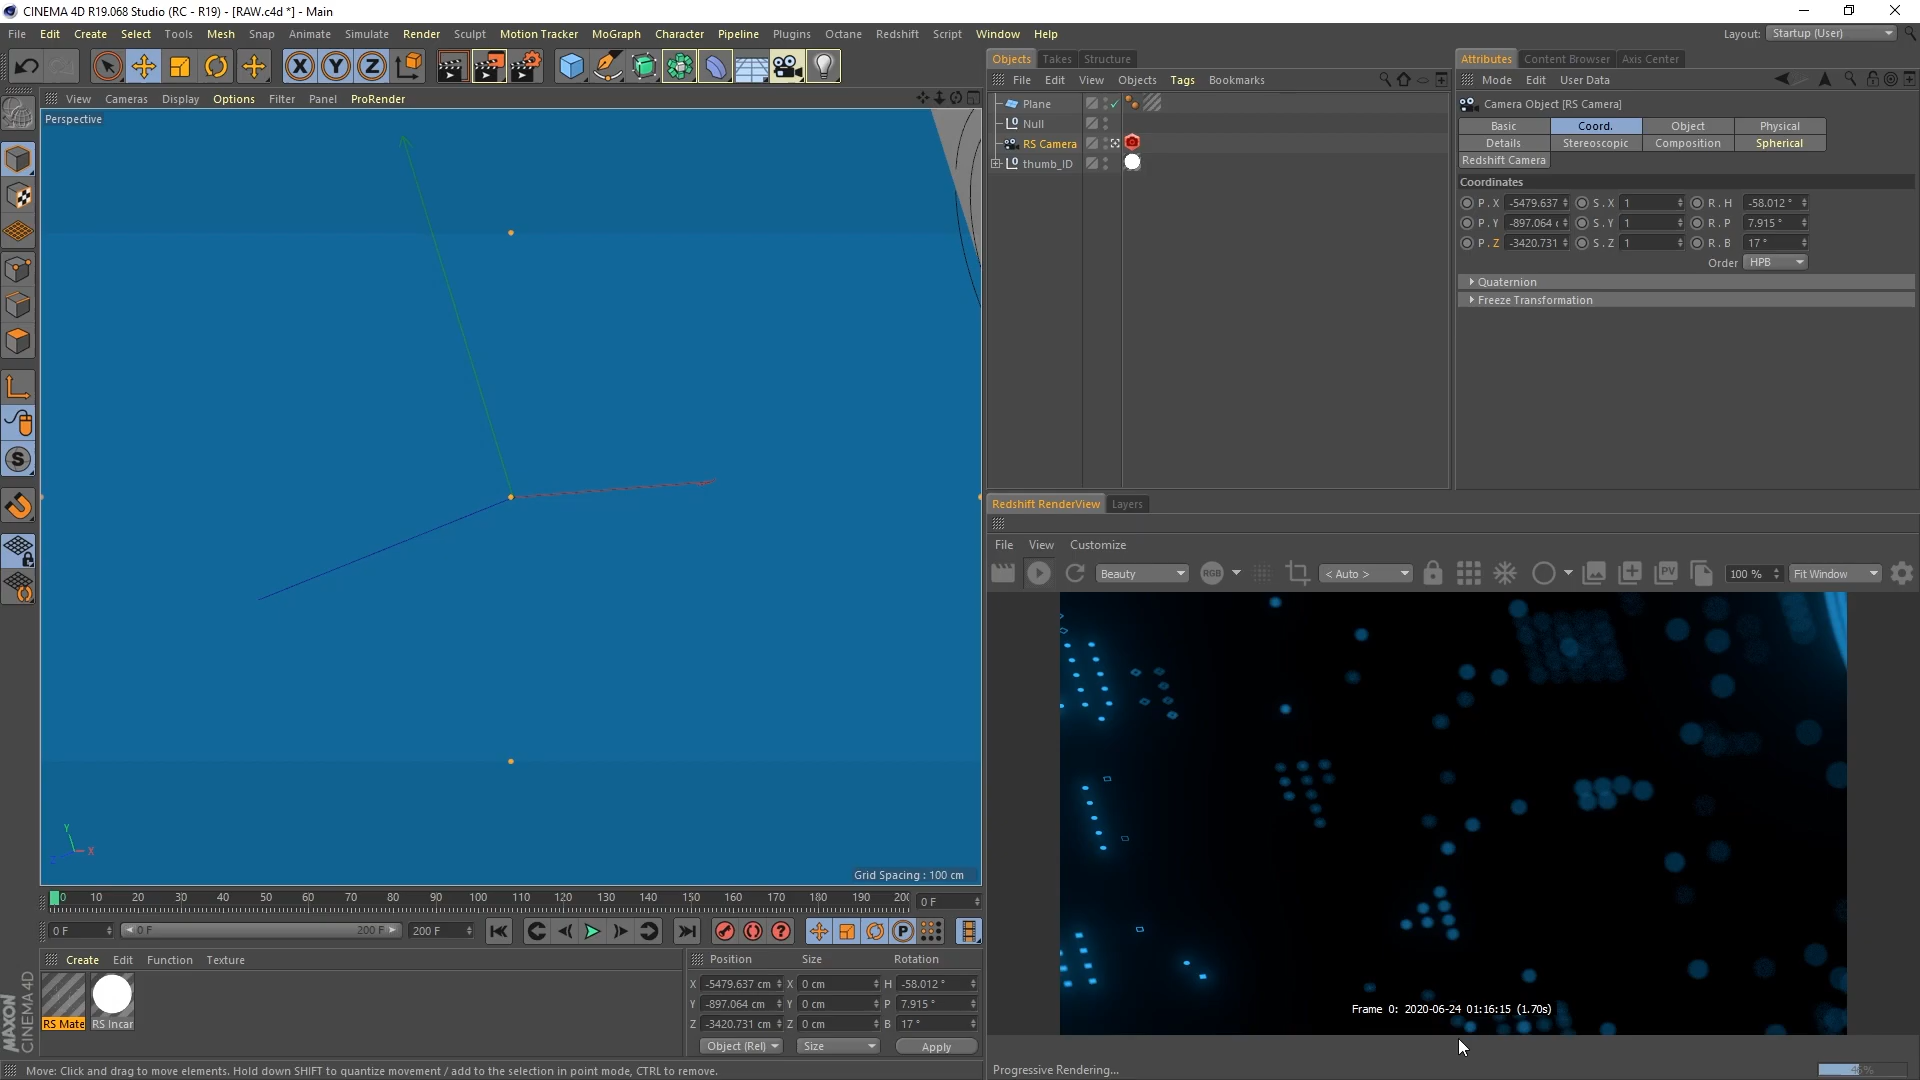 CINEMA 4D R19.068 Studio (RC - R19) - [RAW.c4d *] - Main
File Edit Create Select Tools Mesh Snap Animate Simulate Render Sculpt Motion Tracker MoGraph Character Pipeline Plugins Octane Redshift Script Window Help
Layout: Startup (User)
Objects Takes Structure
Attributes Content Browser Axis Center
File Edit View Objects Tags Bookmarks
Mode Edit User Data
View Cameras Display Options Filter Panel ProRender
Perspective
Plane
Null
RS Camera
thumb_ID
Camera Object [RS Camera]
Basic Coord. Object Physical
Details Stereoscopic Composition Spherical
Redshift Camera
Coordinates
P . X -5479.637 S . X 1 R . H -58.012 °
P . Y -897.064 c S . Y 1 R . P 7.915 °
P . Z -3420.731 S . Z 1 R . B 17 °
Order HPB
Quaternion
Freeze Transformation
Redshift RenderView Layers
File View Customize
Beauty RGB < Auto > PV 100 % Fit Window
Frame 0: 2020-06-24 01:16:15 (1.70s)
Progressive Rendering...
Y
X
Z
Grid Spacing : 100 cm
0 10 20 30 40 50 60 70 80 90 100 110 120 130 140 150 160 170 180 190 200 0 F
0 F 0 F 200 F 200 F
Create Edit Function Texture
RS Mate RS Incar
Position Size Rotation
X -5479.637 cm X 0 cm H -58.012 °
Y -897.064 cm Y 0 cm P 7.915 °
Z -3420.731 cm Z 0 cm B 17 °
Object (Rel) Size Apply
MAXON
CINEMA 4D
Move: Click and drag to move elements. Hold down SHIFT to quantize movement / add to the selection in point mode, CTRL to remove.